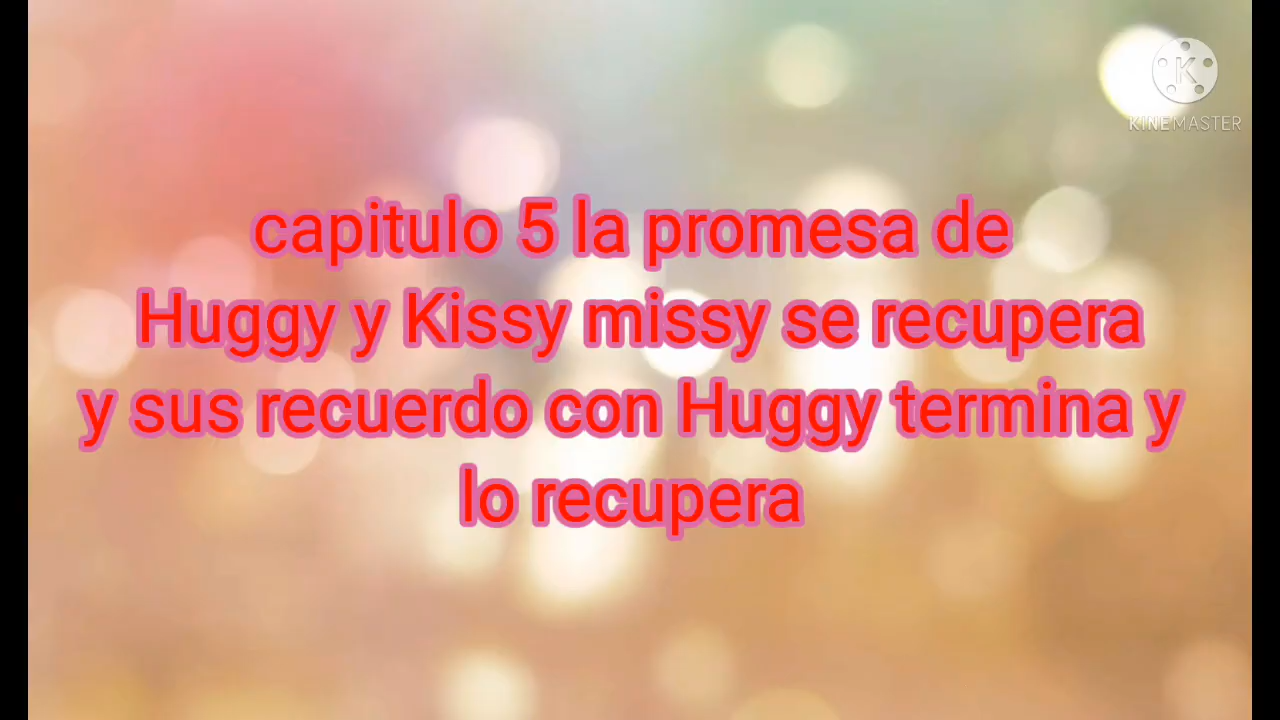 KINEMASTER
capitulo 5 la promesa de
Huggy y Kissy missy se recupera
y sus recuerdo con Huggy termina y
lo recupera